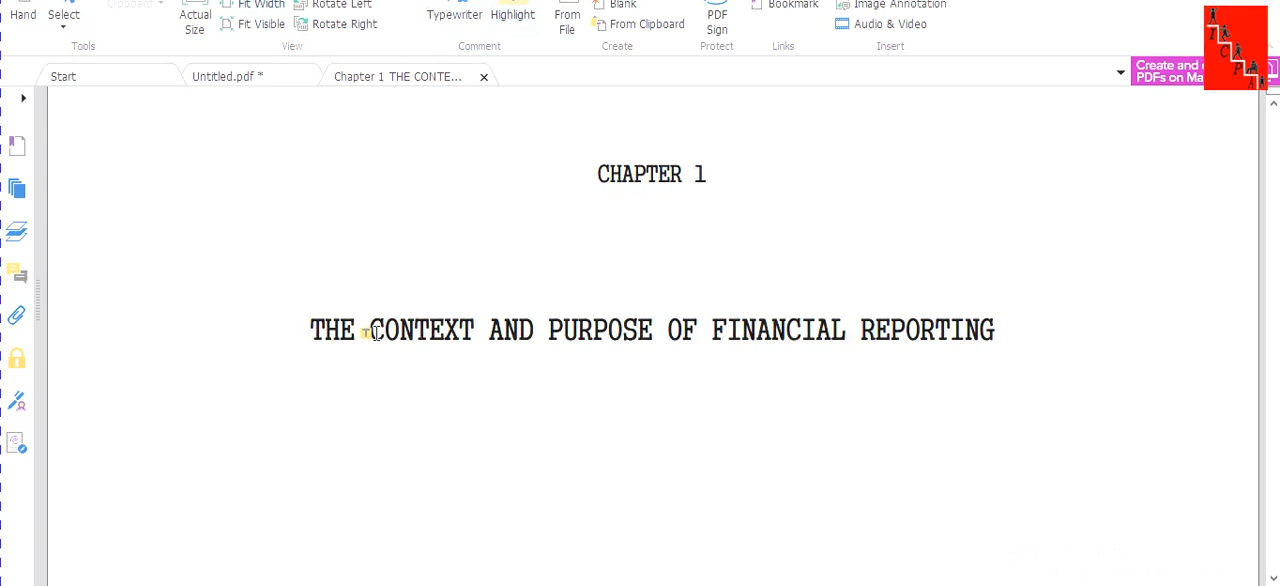 Hand
Select
Actual
Size
Fit Width
Fit Visible
Rotate Left
Rotate Right
Typewriter
Highlight
From
File
Blank
From Clipboard
PDF
Sign
Bookmark
Image Annotation
Audio & Video
Clipboard
Tools
View
Comment
Create
Protect
Links
Insert
Start
Untitled.pdf *
Chapter 1 THE CONTE...
Create and
PDFs on Ma
I
C
P
A
CHAPTER 1
THE CONTEXT AND PURPOSE OF FINANCIAL REPORTING